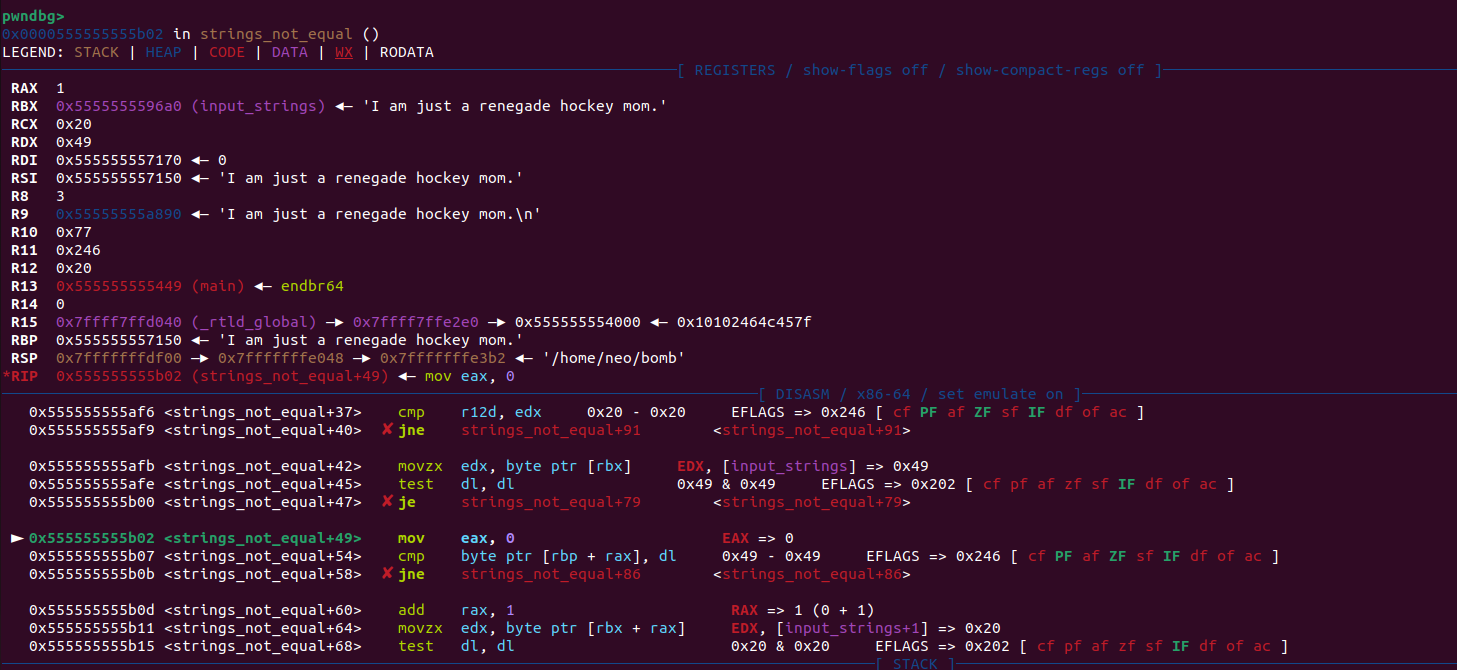 pwndbg>
0x0000555555555b02 in strings_not_equal ()
LEGEND: STACK | HEAP | CODE | DATA | WX | RODATA
[ REGISTERS / show-flags off / show-compact-regs off ]
RAX  1
RBX  0x5555555596a0 (input_strings) ◂— 'I am just a renegade hockey mom.'
RCX  0x20
RDX  0x49
RDI  0x555555557170 ◂— 0
RSI  0x555555557150 ◂— 'I am just a renegade hockey mom.'
R8   3
R9   0x55555555a890 ◂— 'I am just a renegade hockey mom.\n'
R10  0x77
R11  0x246
R12  0x20
R13  0x555555555449 (main) ◂— endbr64
R14  0
R15  0x7ffff7ffd040 (_rtld_global) —▸ 0x7ffff7ffe2e0 —▸ 0x555555554000 ◂— 0x10102464c457f
RBP  0x555555557150 ◂— 'I am just a renegade hockey mom.'
RSP  0x7fffffffdf00 —▸ 0x7fffffffe048 —▸ 0x7fffffffe3b2 ◂— '/home/neo/bomb'
*RIP  0x555555555b02 (strings_not_equal+49) ◂— mov eax, 0
[ DISASM / x86-64 / set emulate on ]
0x555555555af6 <strings_not_equal+37>    cmp    r12d, edx     0x20 - 0x20     EFLAGS => 0x246 [ cf PF af ZF sf IF df of ac ]
0x555555555af9 <strings_not_equal+40>  ✘ jne    strings_not_equal+91        <strings_not_equal+91>
0x555555555afb <strings_not_equal+42>    movzx  edx, byte ptr [rbx]     EDX, [input_strings] => 0x49
0x555555555afe <strings_not_equal+45>    test   dl, dl                  0x49 & 0x49     EFLAGS => 0x202 [ cf pf af zf sf IF df of ac ]
0x555555555b00 <strings_not_equal+47>  ✘ je     strings_not_equal+79        <strings_not_equal+79>
► 0x555555555b02 <strings_not_equal+49>    mov    eax, 0                       EAX => 0
0x555555555b07 <strings_not_equal+54>    cmp    byte ptr [rbp + rax], dl     0x49 - 0x49     EFLAGS => 0x246 [ cf PF af ZF sf IF df of ac ]
0x555555555b0b <strings_not_equal+58>  ✘ jne    strings_not_equal+86        <strings_not_equal+86>
0x555555555b0d <strings_not_equal+60>    add    rax, 1                        RAX => 1 (0 + 1)
0x555555555b11 <strings_not_equal+64>    movzx  edx, byte ptr [rbx + rax]     EDX, [input_strings+1] => 0x20
0x555555555b15 <strings_not_equal+68>    test   dl, dl                        0x20 & 0x20     EFLAGS => 0x202 [ cf pf af zf sf IF df of ac ]
[ STACK ]